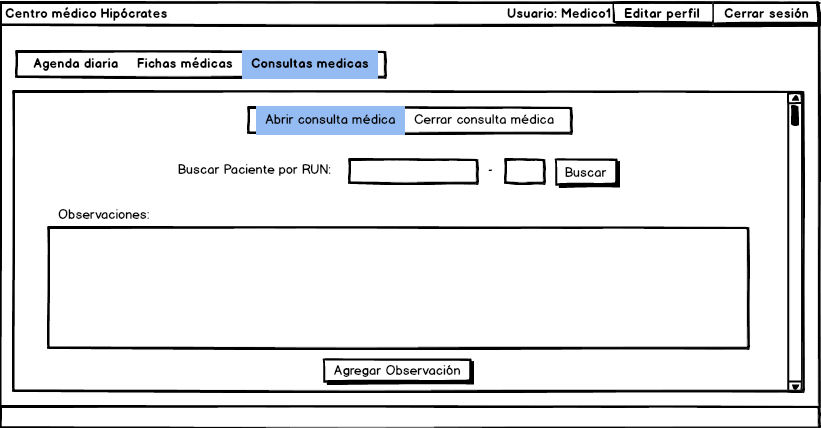 Centro médico Hipócrates Usuario: Medico1 Editar perfil Cerrar sesión
Agenda diaria Fichas médicas Consultas medicas
Abrir consulta médica Cerrar consulta médica
Buscar Paciente por RUN: - Buscar
Observaciones:
Agregar Observación